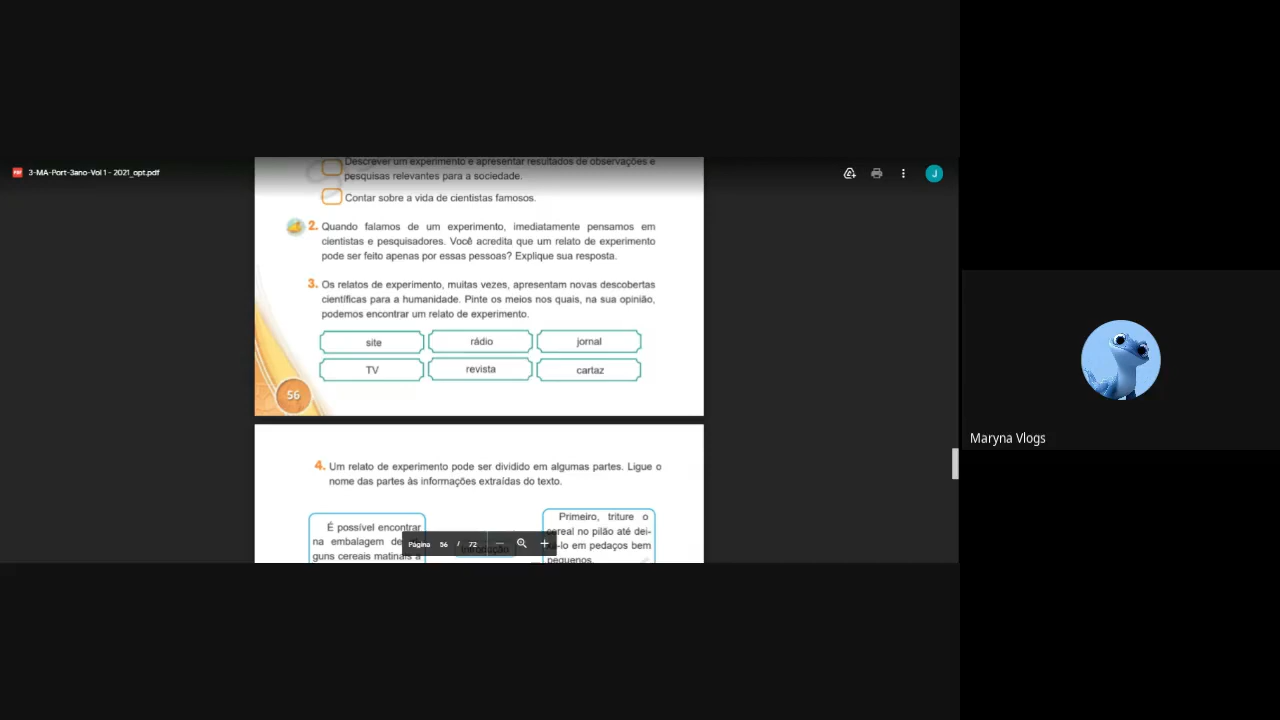 3-MA-Port-3ano-Vol 1 - 2021_opt.pdf
J
Descrever um experimento e apresentar resultados de observações e
pesquisas relevantes para a sociedade.
Contar sobre a vida de cientistas famosos.
2. Quando falamos de um experimento, imediatamente pensamos em
cientistas e pesquisadores. Você acredita que um relato de experimento
pode ser feito apenas por essas pessoas? Explique sua resposta.
3. Os relatos de experimento, muitas vezes, apresentam novas descobertas
científicas para a humanidade. Pinte os meios nos quais, na sua opinião,
podemos encontrar um relato de experimento.
site rádio jornal
TV revista cartaz
56
4. Um relato de experimento pode ser dividido em algumas partes. Ligue o
nome das partes às informações extraídas do texto.
É possível encontrar
na embalagem de
guns cereais matinais a
Introdução
Primeiro, triture o
cereal no pilão até dei-
xá-lo em pedaços bem
pequenos.
Página 56 / 72
Maryna Vlogs